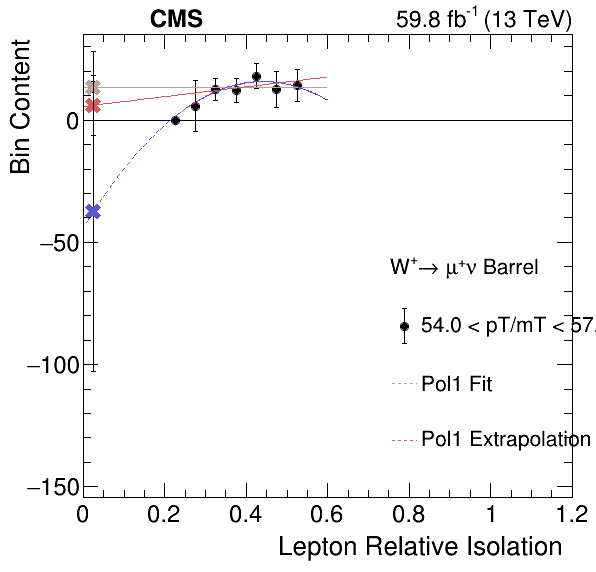 CMS 59.8 fb⁻¹ (13 TeV)
Bin Content
0
−50
−100
−150
W⁺→ μ⁺ν Barrel
54.0 < pT/mT < 57.
Pol1 Fit
Pol1 Extrapolation
0 0.2 0.4 0.6 0.8 1 1.2
Lepton Relative Isolation